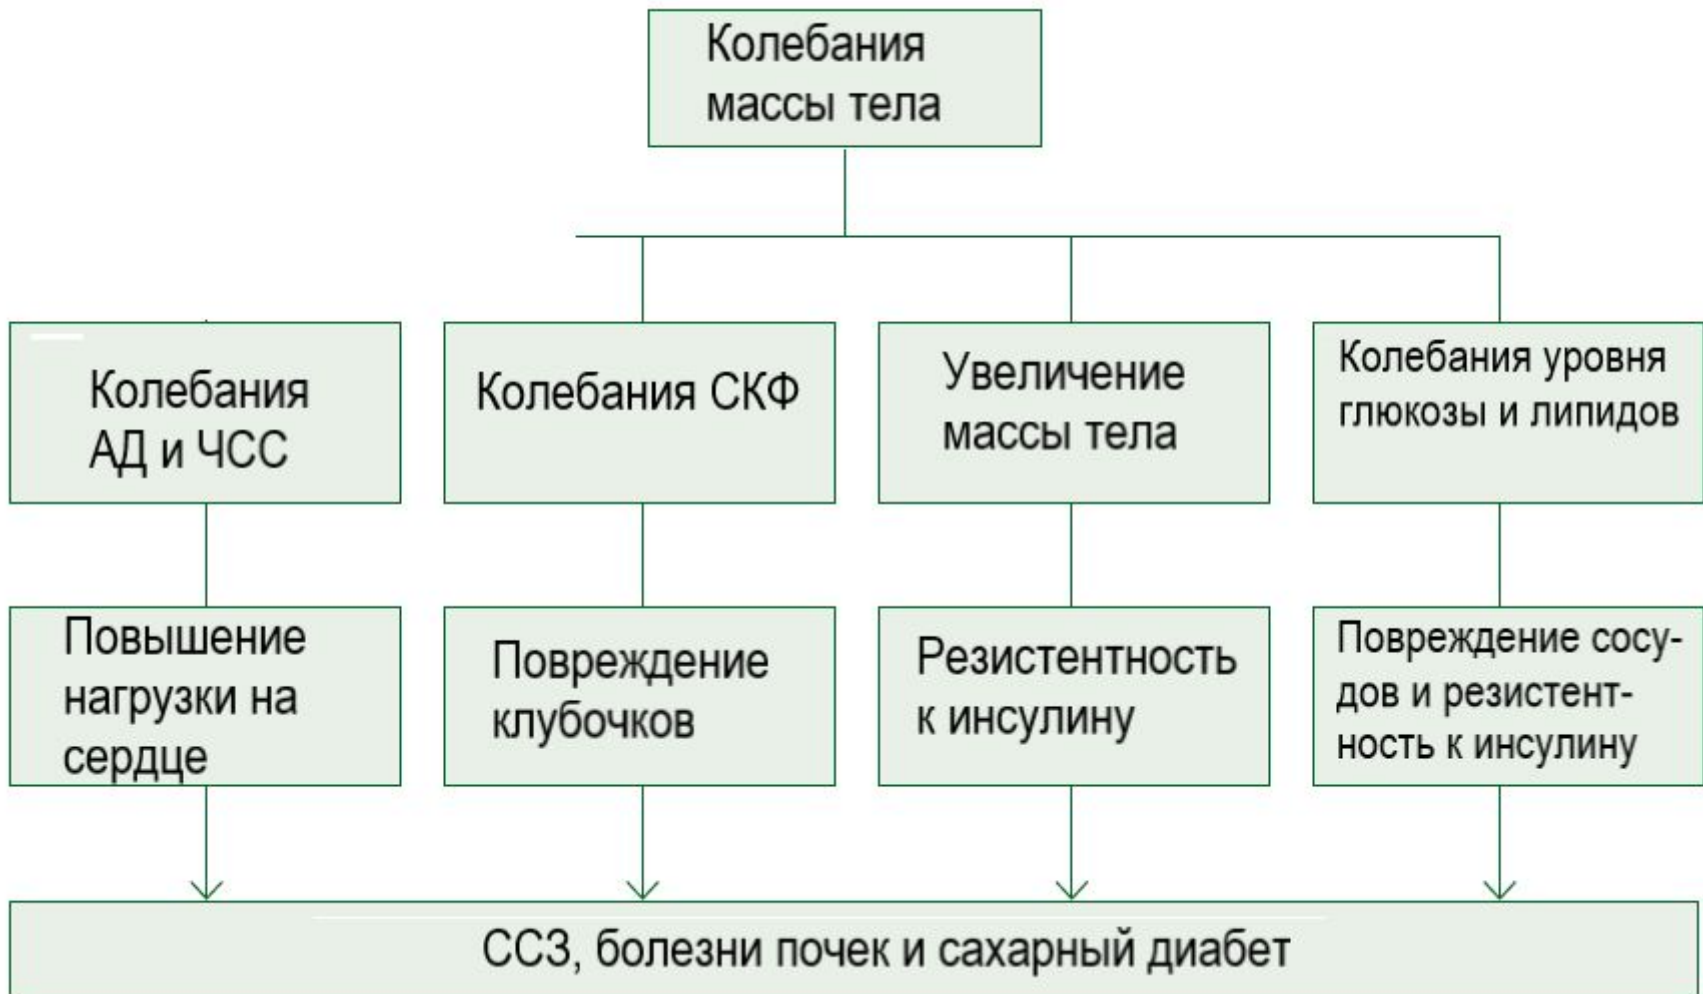 Колебания
массы тела
Колебания
АД и ЧСС
Колебания СКФ
Увеличение
массы тела
Колебания уровня
глюкозы и липидов
Повышение
нагрузки на
сердце
Повреждение
клубочков
Резистентность
к инсулину
Повреждение сосу-
дов и резистент-
ность к инсулину
ССЗ, болезни почек и сахарный диабет